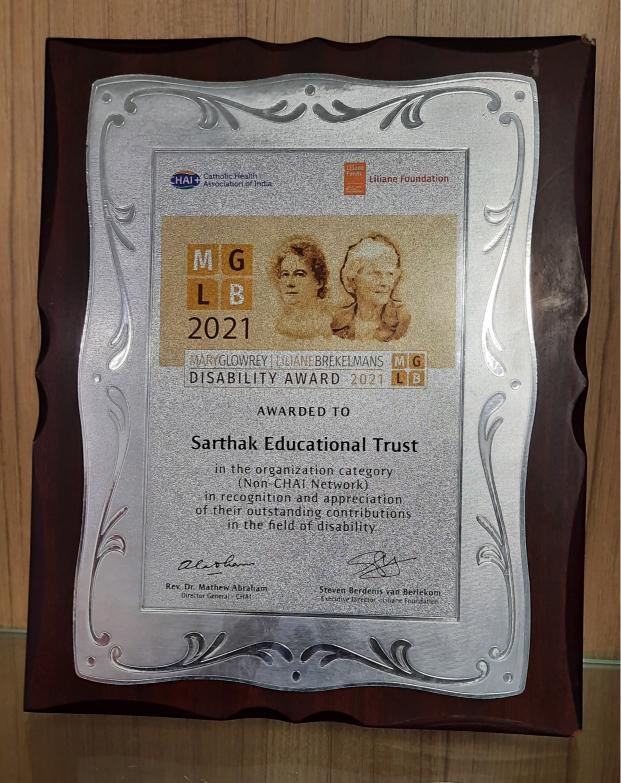 CHAI
Catholic Health
Association of India
Liliane
Fonds
Liliane Foundation
M G
L B
2021
MARYGLOWREY | LILIANEBREKELMANS
DISABILITY AWARD 2021
M G
L B
AWARDED TO
Sarthak Educational Trust
in the organization category
(Non-CHAI Network)
in recognition and appreciation
of their outstanding contributions
in the field of disability.
Rev. Dr. Mathew Abraham
Director General - CHAI
Steven Berdenis van Berlekom
Executive Director - Liliane Foundation